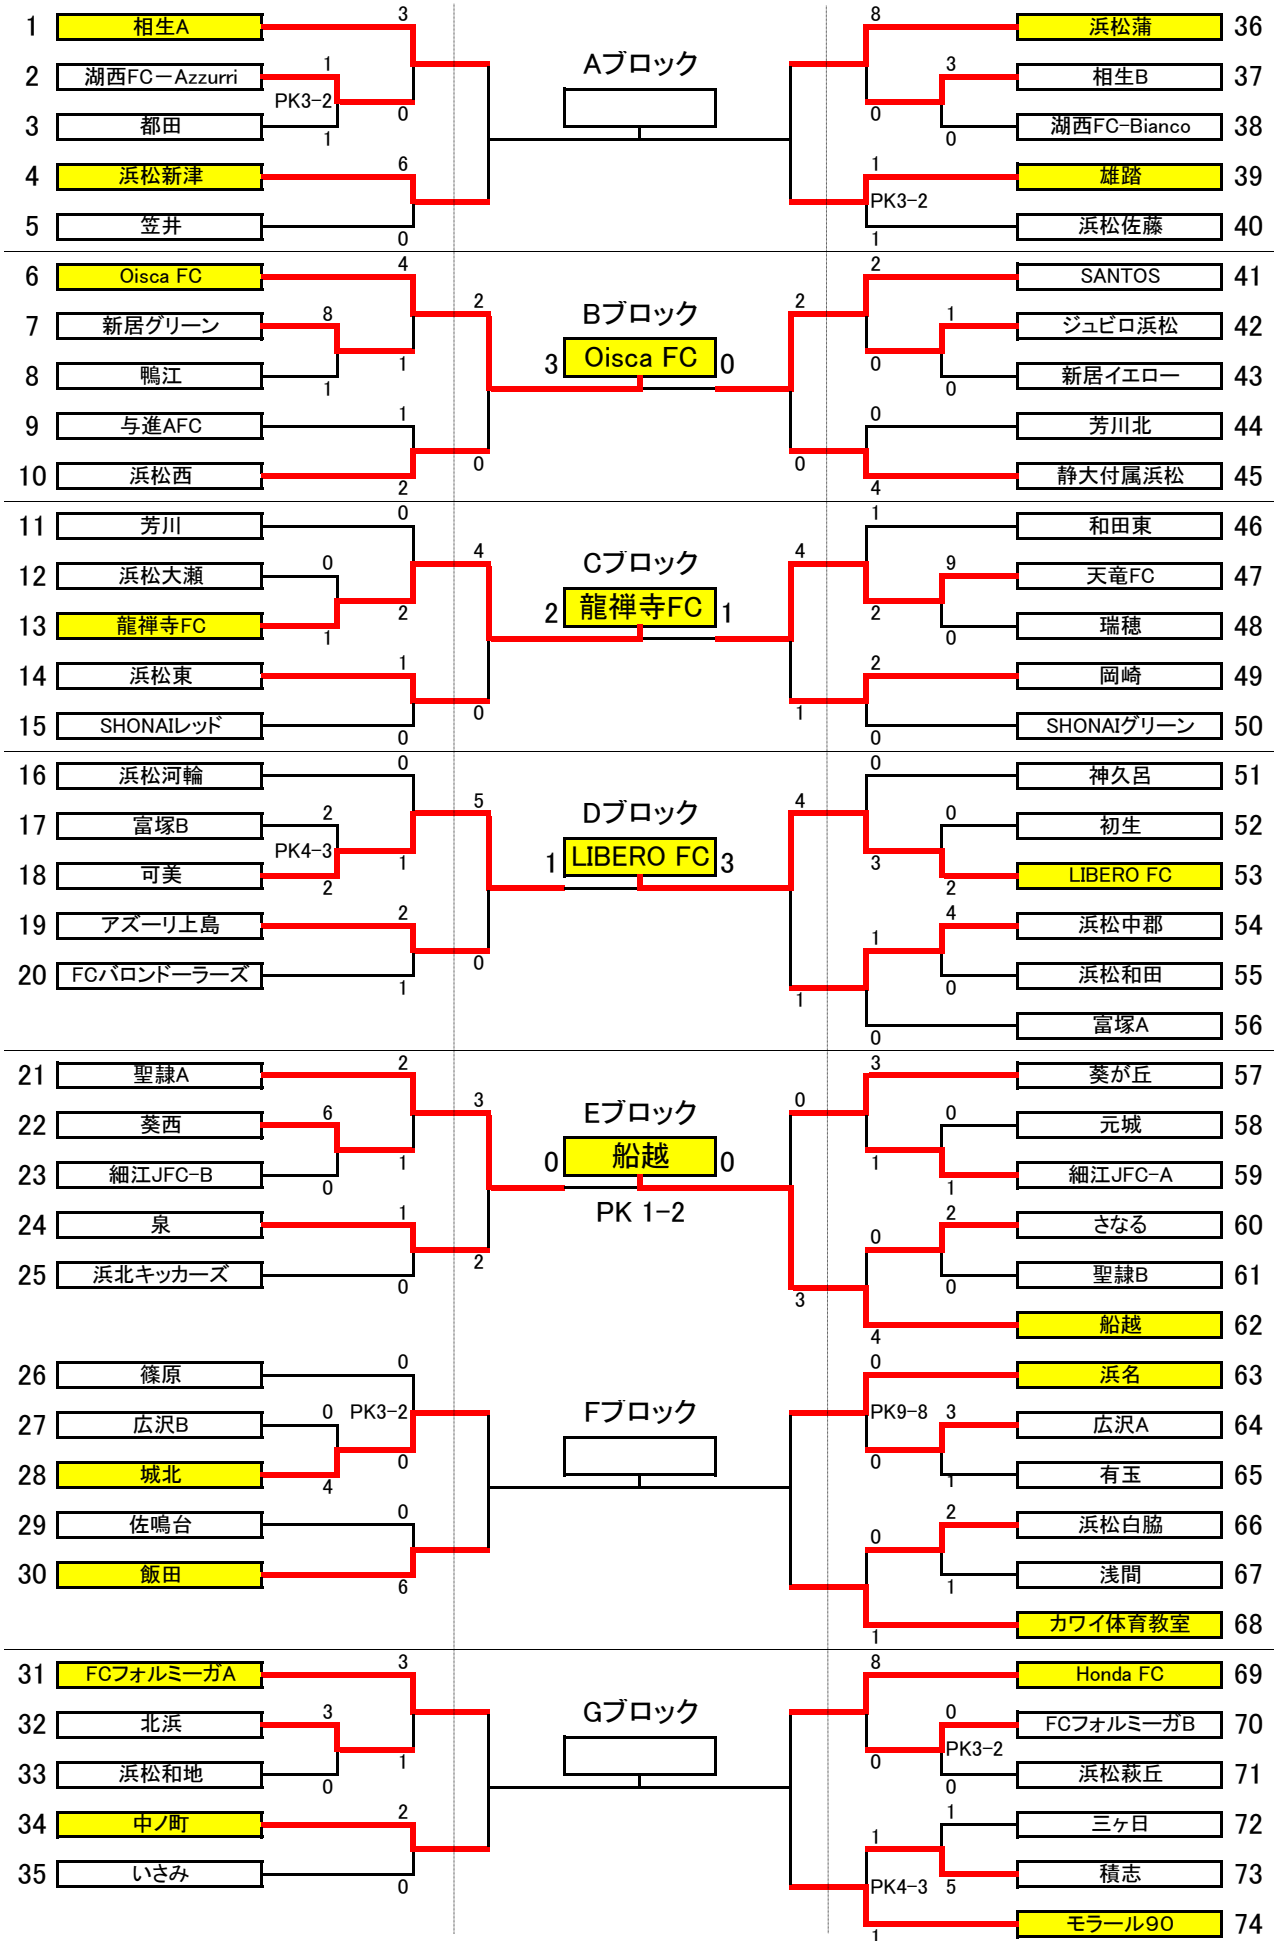 1 相生A 3 8 浜松蒲 36
2 湖西FC－Azzurri 1 Aブロック 3 相生B 37
PK3-2 0 0
3 都田 1 0 湖西FC-Bianco 38
4 浜松新津 6 1 雄踏 39
PK3-2
5 笠井 0 1 浜松佐藤 40
6 Oisca FC 4 2 SANTOS 41
2 Bブロック 2
7 新居グリーン 8 1 ジュビロ浜松 42
1 3 Oisca FC 0 0
8 鴨江 1 0 新居イエロー 43
9 与進AFC 1 0 芳川北 44
0 0
10 浜松西 2 4 静大付属浜松 45
11 芳川 0 1 和田東 46
4 Cブロック 4
12 浜松大瀬 0 9 天竜FC 47
2 2 龍禅寺FC 1 2
13 龍禅寺FC 1 0 瑞穂 48
14 浜松東 1 2 岡崎 49
0 1
15 SHONAIレッド 0 0 SHONAIグリーン 50
16 浜松河輪 0 0 神久呂 51
5 Dブロック 4
17 富塚B 2 0 初生 52
PK4-3 1 1 LIBERO FC 3 3
18 可美 2 2 LIBERO FC 53
19 アズーリ上島 2 4 浜松中郡 54
0 1
20 FCバロンドーラーズ 1 0 浜松和田 55
1
0 富塚A 56
21 聖隷A 2 3 葵が丘 57
3 Eブロック 0
22 葵西 6 0 元城 58
1 0 船越 0 1
23 細江JFC-B 0 1 細江JFC-A 59
PK 1-2
24 泉 1 2 さなる 60
2 0
25 浜北キッカーズ 0 0 聖隷B 61
3
4 船越 62
26 篠原 0 0 浜名 63
27 広沢B 0 PK3-2 Fブロック PK9-8 3 広沢A 64
0 0
28 城北 4 1 有玉 65
29 佐鳴台 0 2 浜松白脇 66
0
30 飯田 6 1 浅間 67
1 カワイ体育教室 68
31 FCフォルミーガA 3 8 Honda FC 69
32 北浜 3 Gブロック 0 FCフォルミーガB 70
1 0 PK3-2
33 浜松和地 0 0 浜松萩丘 71
34 中ノ町 2 1 三ヶ日 72
1
35 いさみ 0 PK4-3 5 積志 73
1 モラール９０ 74